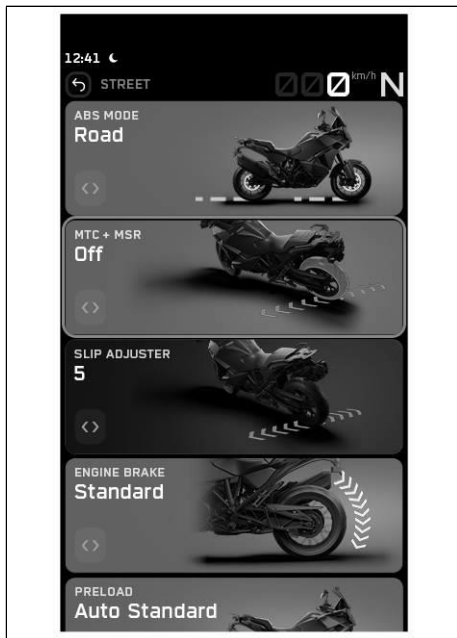 12:41
STREET 000 km/h N
ABS MODE
Road
MTC + MSR
Off
SLIP ADJUSTER
5
ENGINE BRAKE
Standard
PRELOAD
Auto Standard